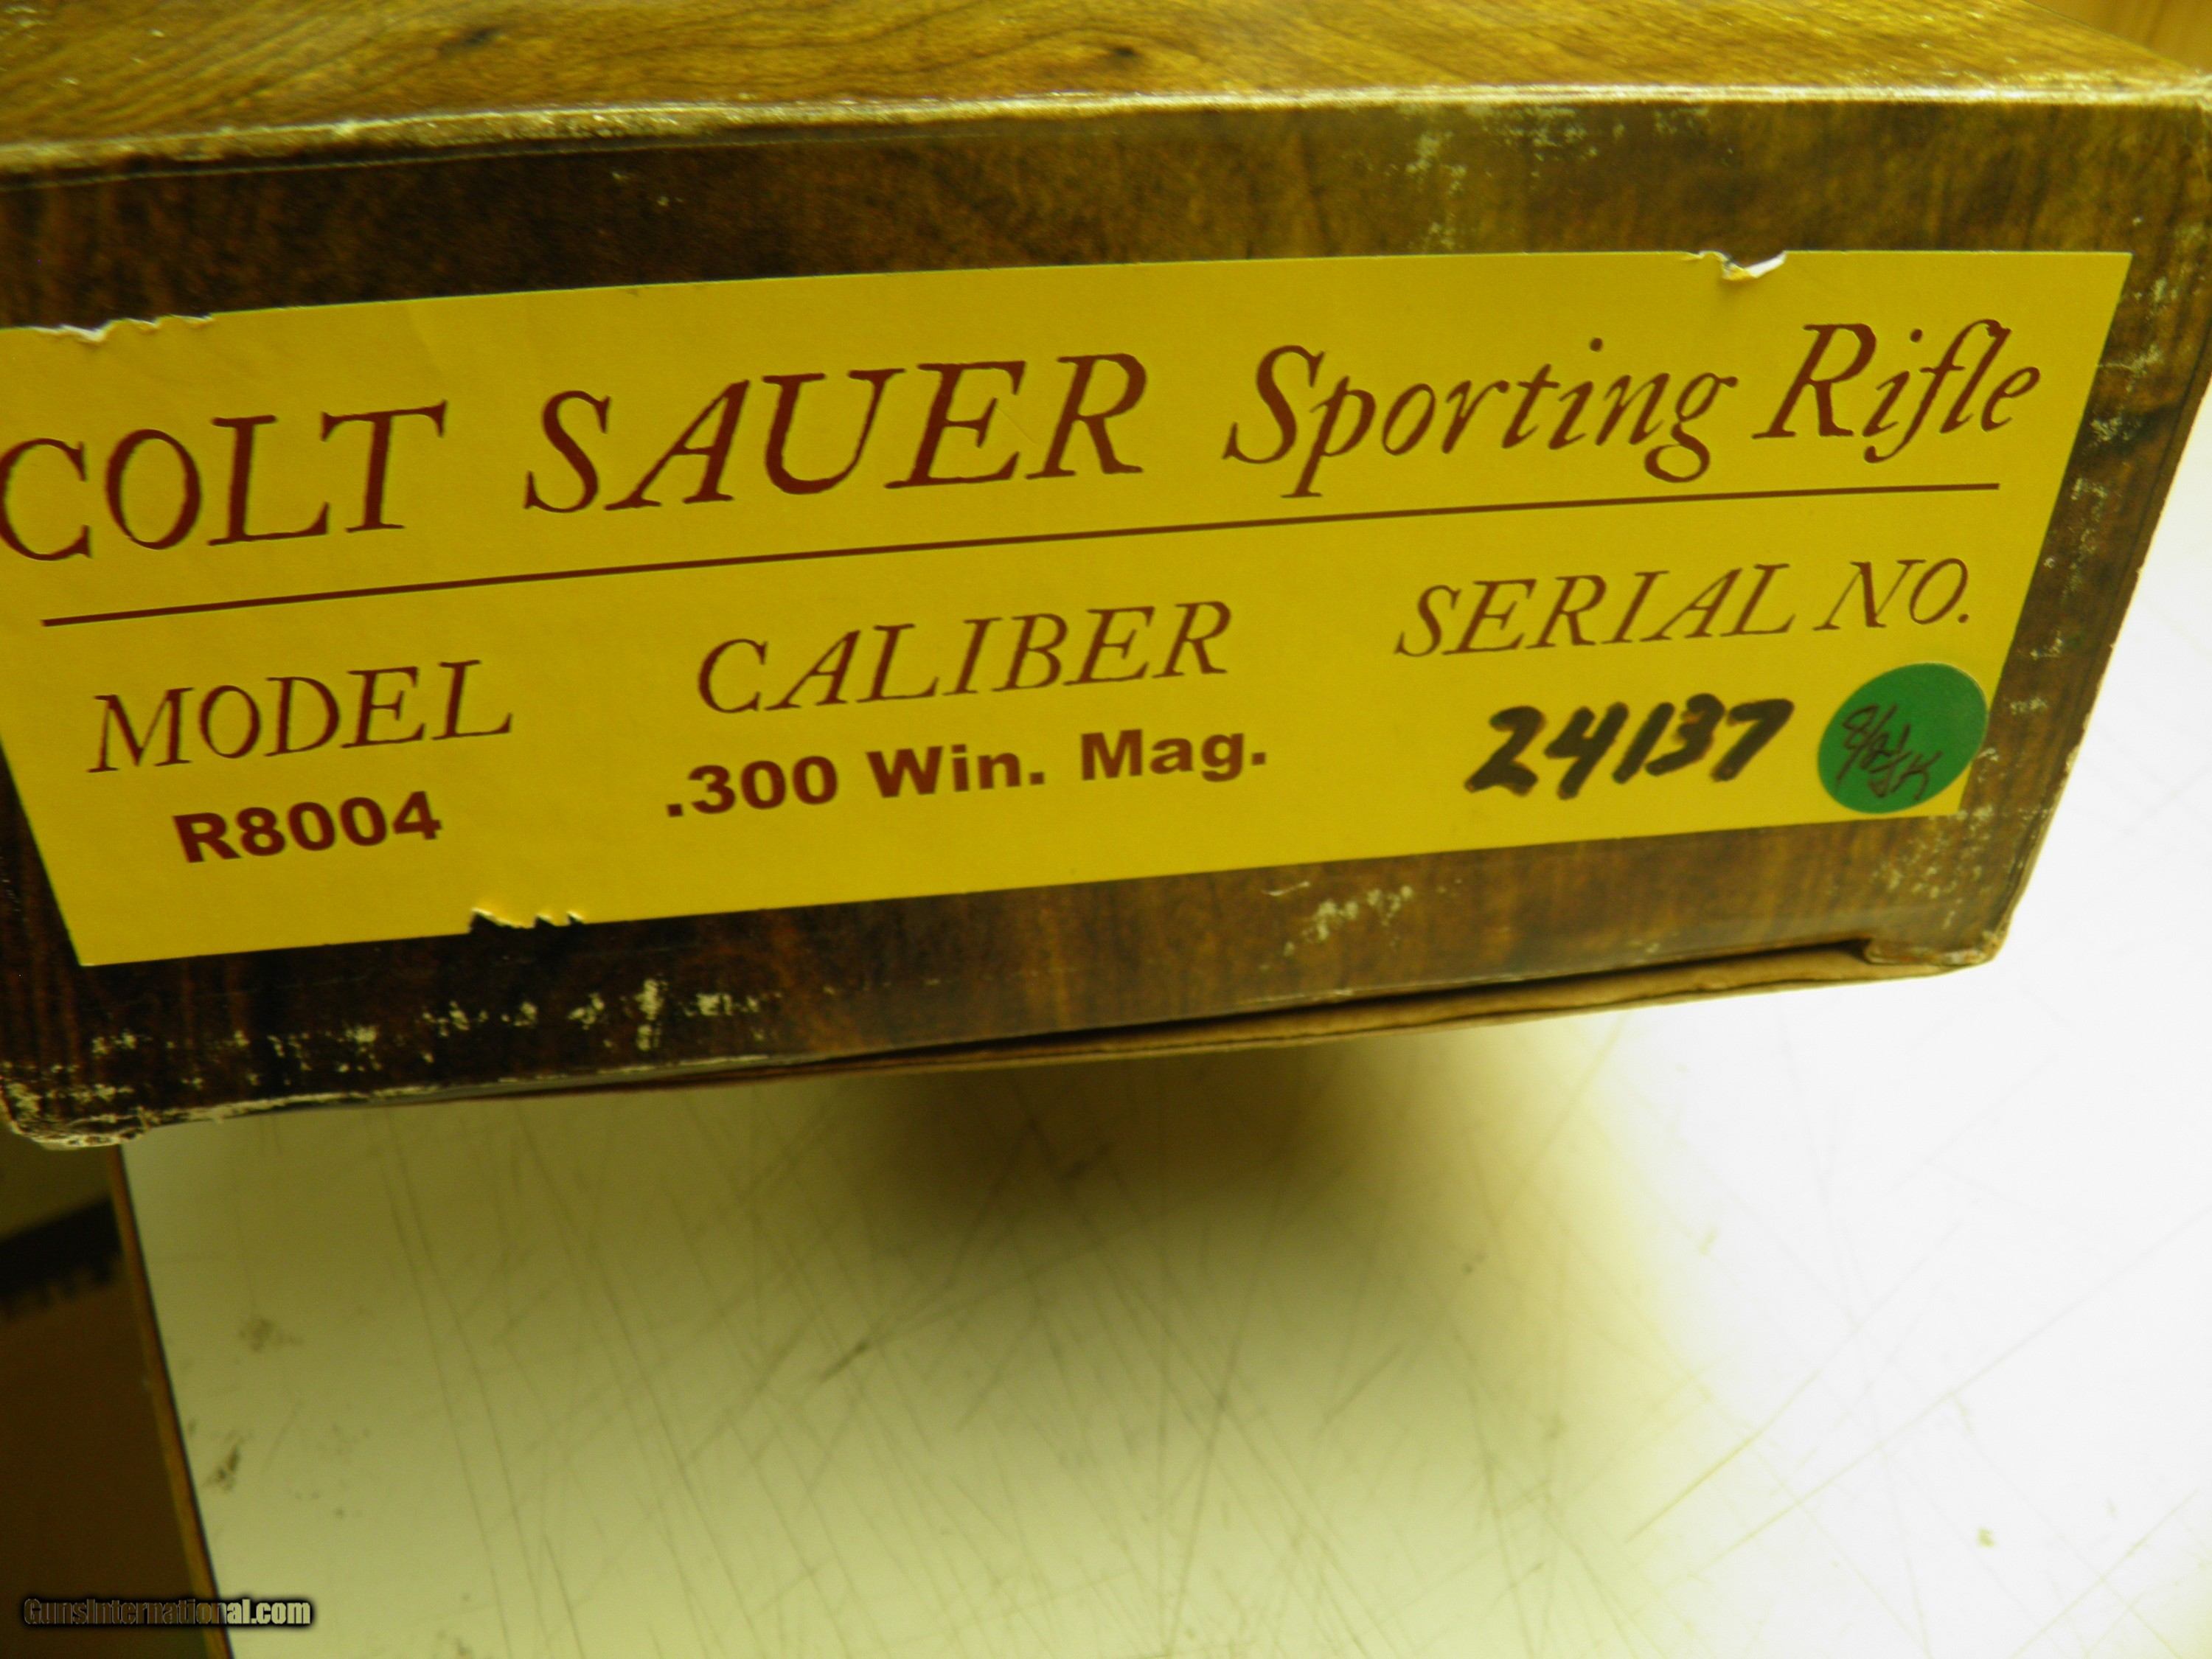 COLT SAUER Sporting Rifle
MODEL CALIBER SERIAL NO.
R8004 .300 Win. Mag. 24137
GunsInternational.com